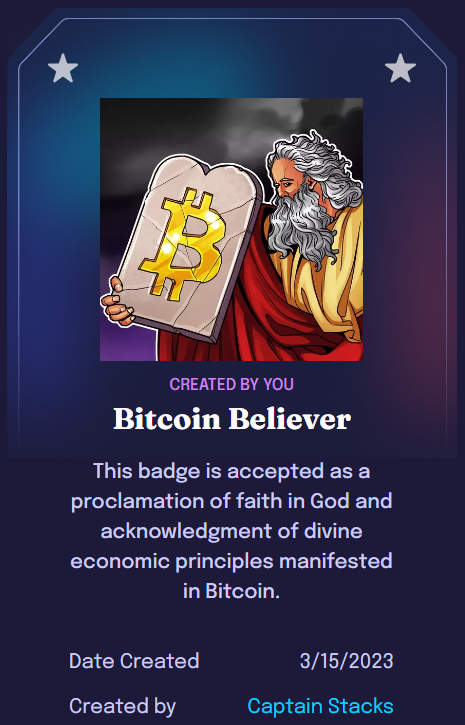 CREATED BY YOU
Bitcoin Believer
This badge is accepted as a
proclamation of faith in God and
acknowledgment of divine
economic principles manifested
in Bitcoin.
Date Created 3/15/2023
Created by Captain Stacks